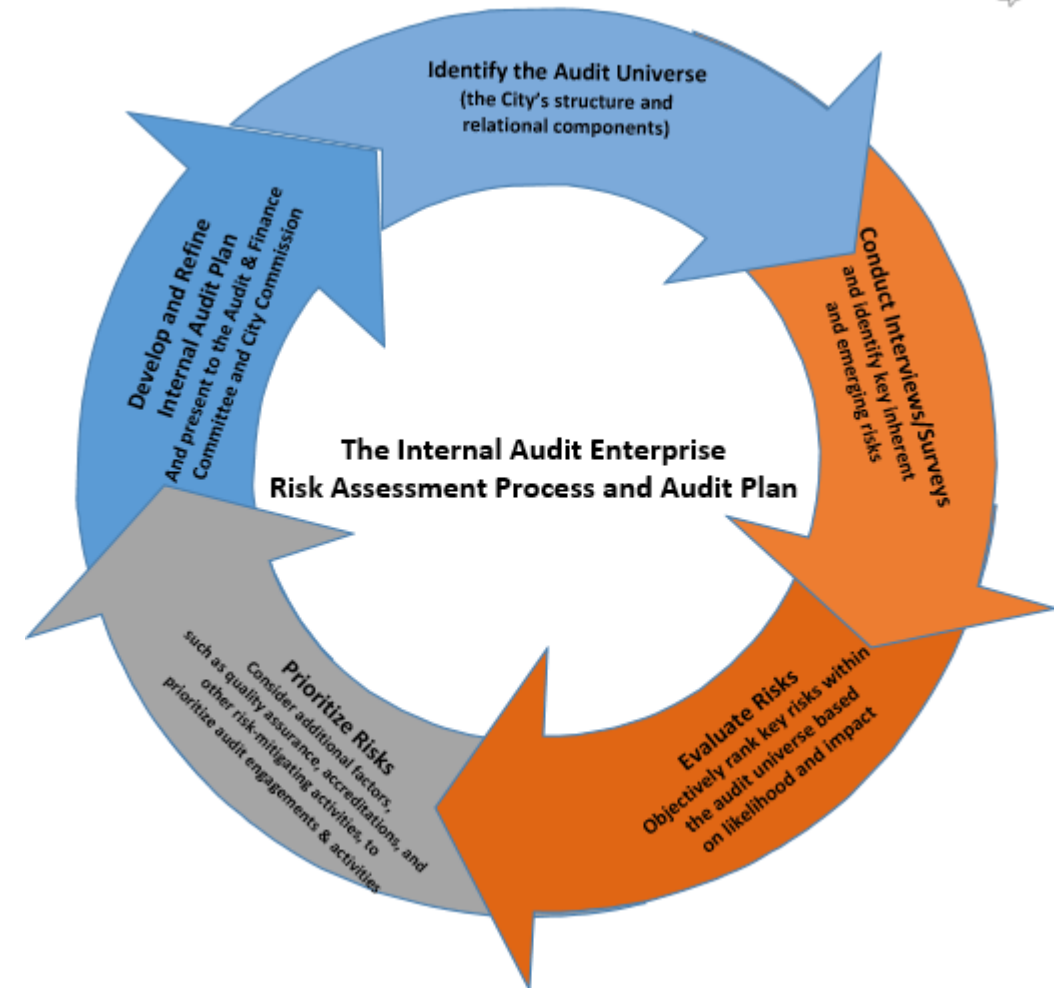 Identify the Audit Universe
(the City's structure and
relational components)
Conduct Interviews/Surveys
and identify key inherent
and emerging risks
Evaluate Risks
Objectively rank key risks within
the audit universe based
on likelihood and impact
Prioritize Risks
Consider additional factors,
such as quality assurance, accreditations, and
other risk-mitigating activities, to
prioritize audit engagements & activities
Develop and Refine
Internal Audit Plan
And present to the Audit & Finance
Committee and City Commission
The Internal Audit Enterprise
Risk Assessment Process and Audit Plan